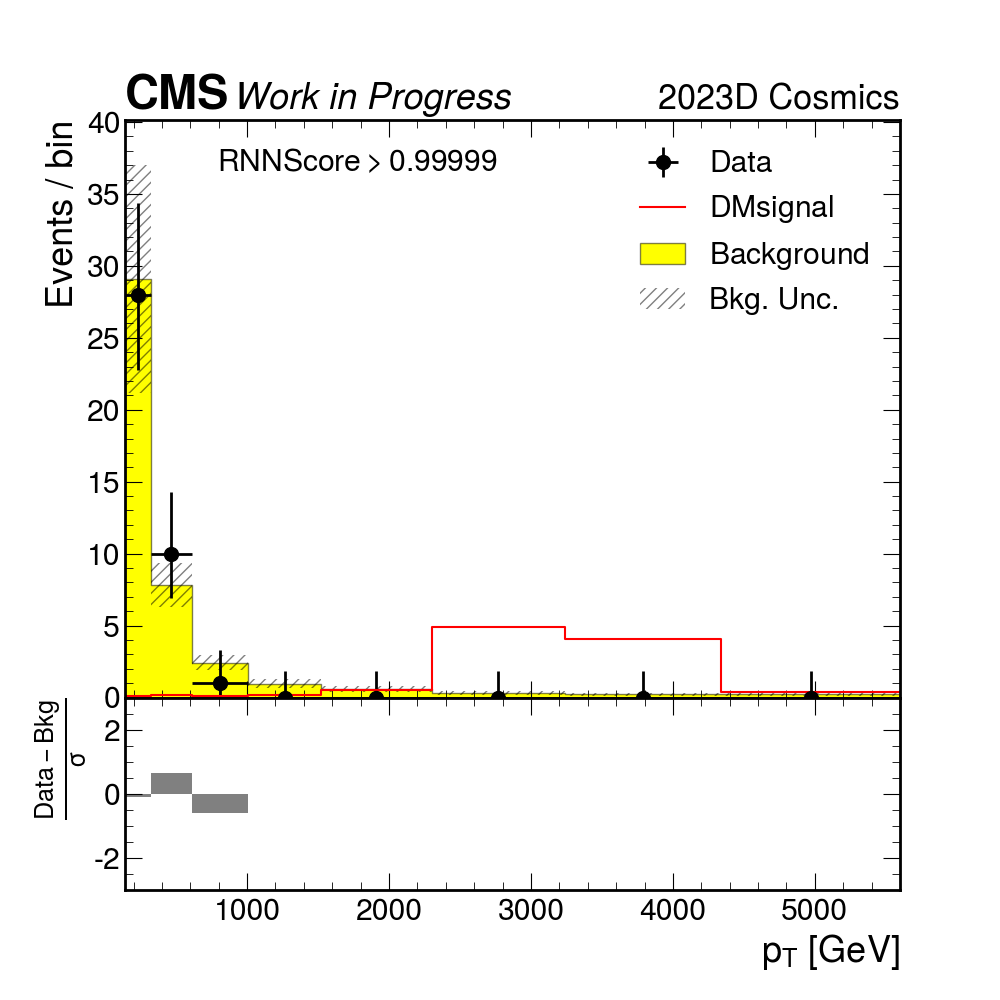 CMS Work in Progress 2023D Cosmics
RNNScore > 0.99999
Data
DMsignal
Background
Bkg. Unc.
Events / bin
40
35
30
25
20
15
10
5
0
Data – Bkg
σ
2
0
-2
1000 2000 3000 4000 5000
pT [GeV]